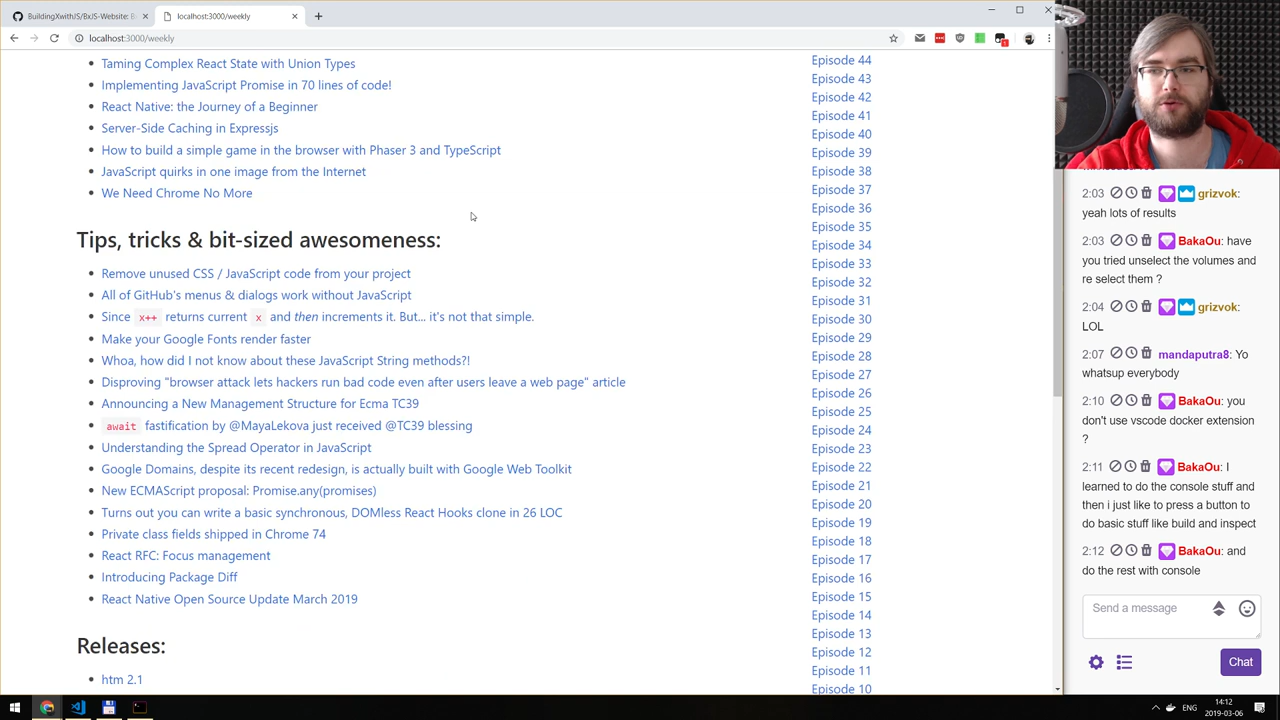 BuildingXwithJS/BxJS-Website: B
localhost:3000/weekly
localhost:3000/weekly
Taming Complex React State with Union Types
Implementing JavaScript Promise in 70 lines of code!
React Native: the Journey of a Beginner
Server-Side Caching in Expressjs
How to build a simple game in the browser with Phaser 3 and TypeScript
JavaScript quirks in one image from the Internet
We Need Chrome No More
Tips, tricks & bit-sized awesomeness:
Remove unused CSS / JavaScript code from your project
All of GitHub's menus & dialogs work without JavaScript
Since x++ returns current x and then increments it. But... it's not that simple.
Make your Google Fonts render faster
Whoa, how did I not know about these JavaScript String methods?!
Disproving "browser attack lets hackers run bad code even after users leave a web page" article
Announcing a New Management Structure for Ecma TC39
await fastification by @MayaLekova just received @TC39 blessing
Understanding the Spread Operator in JavaScript
Google Domains, despite its recent redesign, is actually built with Google Web Toolkit
New ECMAScript proposal: Promise.any(promises)
Turns out you can write a basic synchronous, DOMless React Hooks clone in 26 LOC
Private class fields shipped in Chrome 74
React RFC: Focus management
Introducing Package Diff
React Native Open Source Update March 2019
Releases:
htm 2.1
Episode 44
Episode 43
Episode 42
Episode 41
Episode 40
Episode 39
Episode 38
Episode 37
Episode 36
Episode 35
Episode 34
Episode 33
Episode 32
Episode 31
Episode 30
Episode 29
Episode 28
Episode 27
Episode 26
Episode 25
Episode 24
Episode 23
Episode 22
Episode 21
Episode 20
Episode 19
Episode 18
Episode 17
Episode 16
Episode 15
Episode 14
Episode 13
Episode 12
Episode 11
Episode 10
2:03 grizvok:
yeah lots of results
2:03 BakaOu: have
you tried unselect the volumes and
re select them ?
2:04 grizvok:
LOL
2:07 mandaputra8: Yo
whatsup everybody
2:10 BakaOu: you
don't use vscode docker extension
?
2:11 BakaOu: I
learned to do the console stuff and
then i just like to press a button to
do basic stuff like build and inspect
2:12 BakaOu: and
do the rest with console
Send a message
Chat
ENG
14:12
2019-03-06